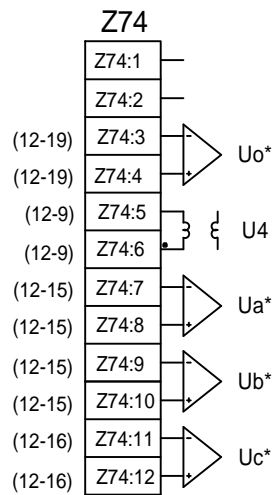 Z74
Z74:1
Z74:2
(12-19) Z74:3 -
Uo*
(12-19) Z74:4 +
(12-9) Z74:5
U4
(12-9) Z74:6
(12-15) Z74:7 -
Ua*
(12-15) Z74:8 +
(12-15) Z74:9 -
Ub*
(12-15) Z74:10 +
(12-16) Z74:11 -
Uc*
(12-16) Z74:12 +